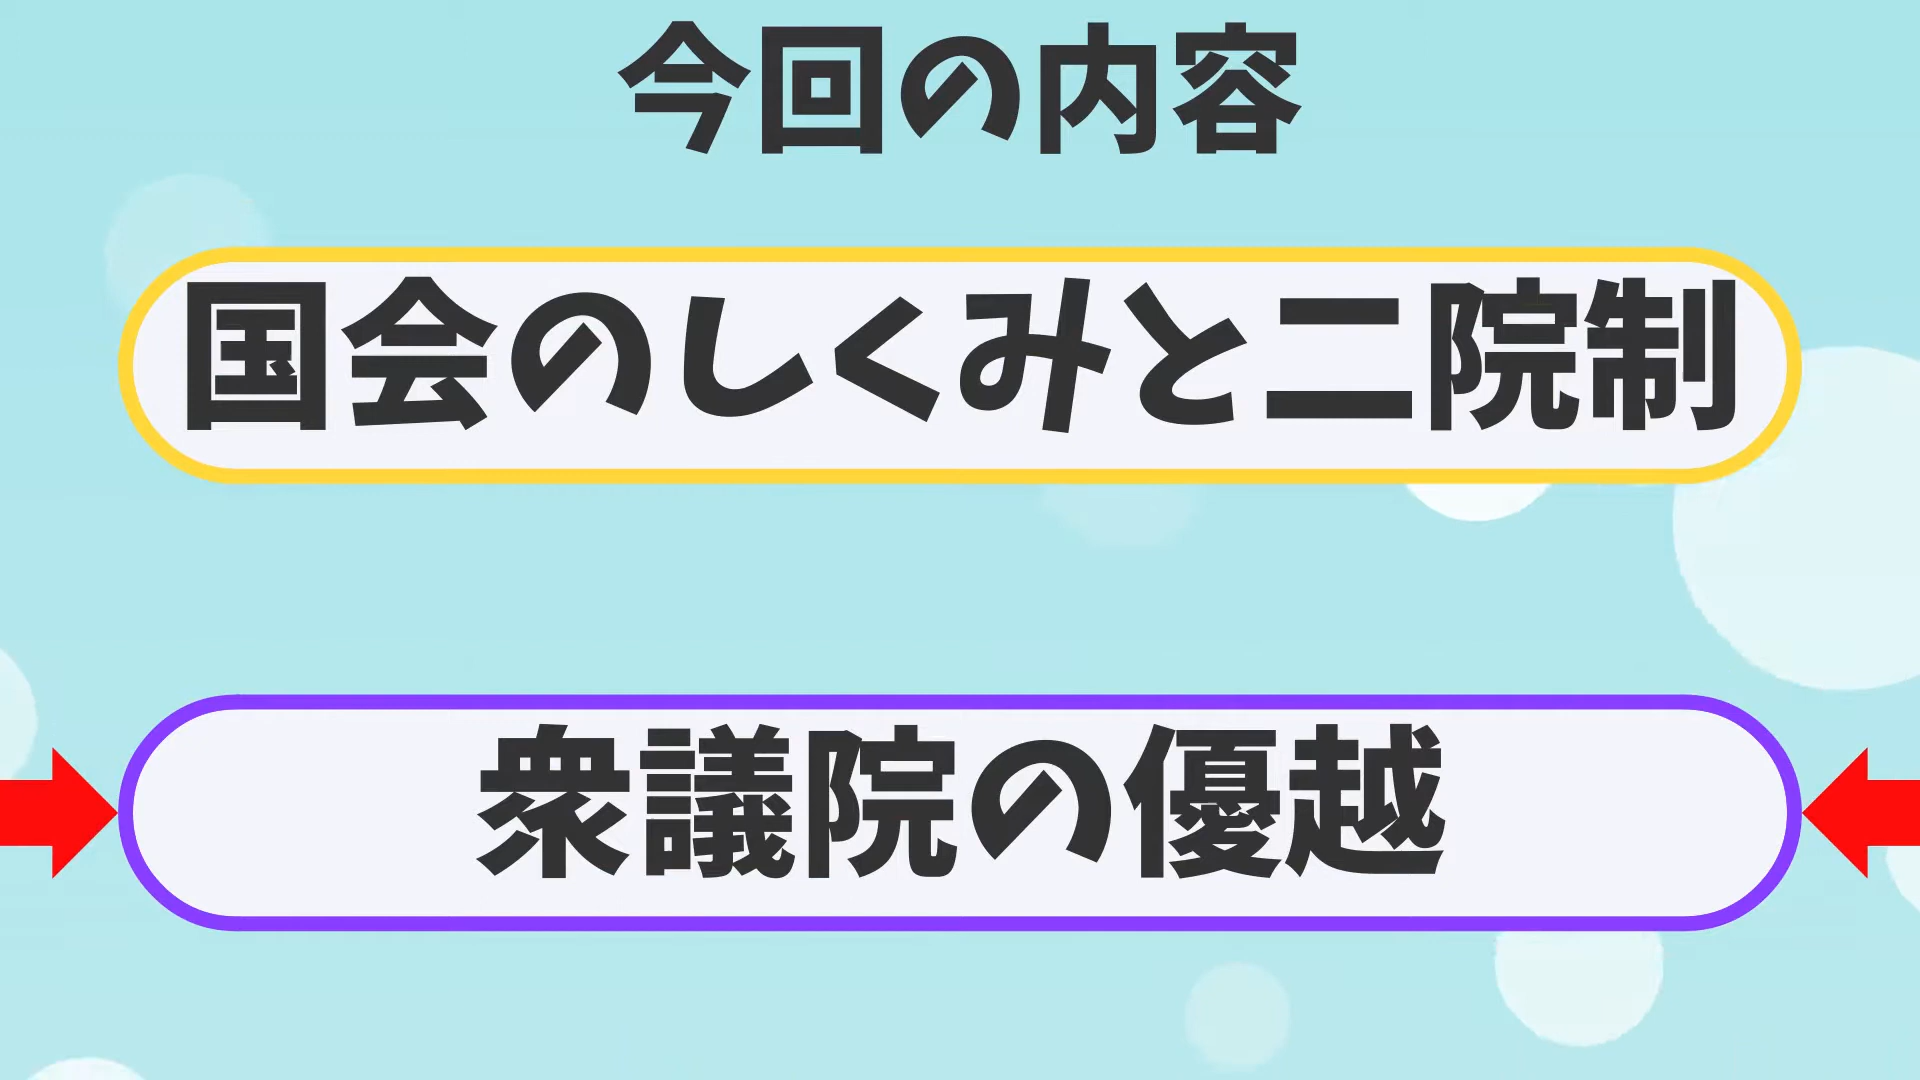 今回の内容
国会のしくみと二院制
衆議院の優越